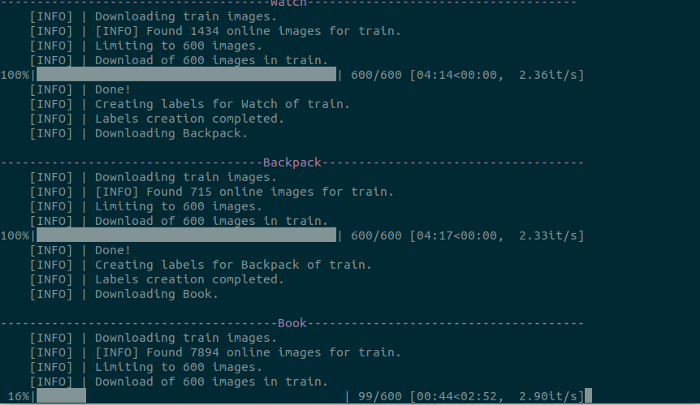 -------------------------------------Watch-------------------------------------
[INFO] | Downloading train images.
[INFO] | [INFO] Found 1434 online images for train.
[INFO] | Limiting to 600 images.
[INFO] | Download of 600 images in train.
100%| | 600/600 [04:14<00:00, 2.36it/s]
[INFO] | Done!
[INFO] | Creating labels for Watch of train.
[INFO] | Labels creation completed.
[INFO] | Downloading Backpack.
------------------------------------Backpack------------------------------------
[INFO] | Downloading train images.
[INFO] | [INFO] Found 715 online images for train.
[INFO] | Limiting to 600 images.
[INFO] | Download of 600 images in train.
100%| | 600/600 [04:17<00:00, 2.33it/s]
[INFO] | Done!
[INFO] | Creating labels for Backpack of train.
[INFO] | Labels creation completed.
[INFO] | Downloading Book.
--------------------------------------Book--------------------------------------
[INFO] | Downloading train images.
[INFO] | [INFO] Found 7894 online images for train.
[INFO] | Limiting to 600 images.
[INFO] | Download of 600 images in train.
16%| | 99/600 [00:44<02:52, 2.90it/s]